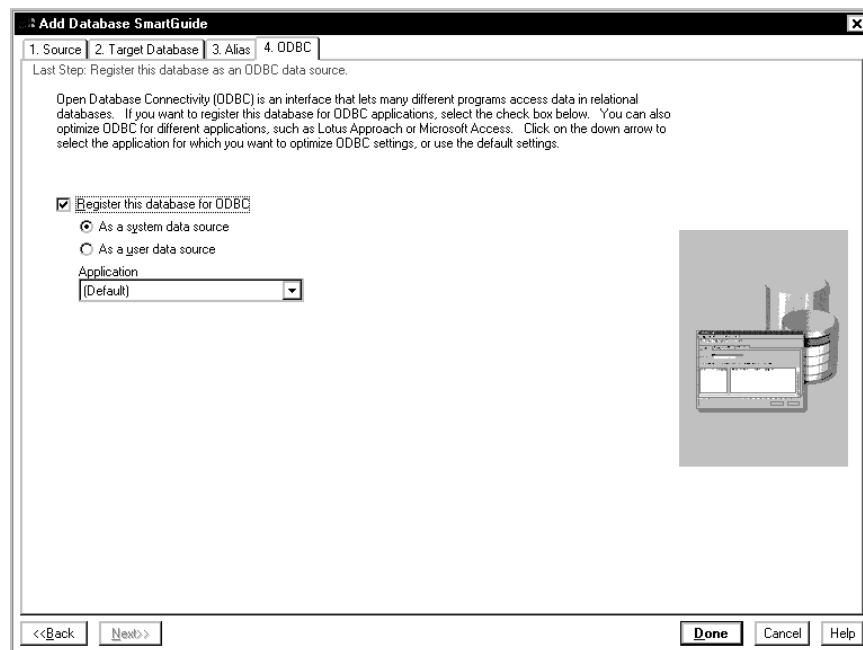 Add Database SmartGuide
1. Source 2. Target Database 3. Alias 4. ODBC
Last Step: Register this database as an ODBC data source.
Open Database Connectivity (ODBC) is an interface that lets many different programs access data in relational
databases. If you want to register this database for ODBC applications, select the check box below. You can also
optimize ODBC for different applications, such as Lotus Approach or Microsoft Access. Click on the down arrow to
select the application for which you want to optimize ODBC settings, or use the default settings.
Register this database for ODBC
As a system data source
As a user data source
Application
(Default)
<<Back Next>> Done Cancel Help